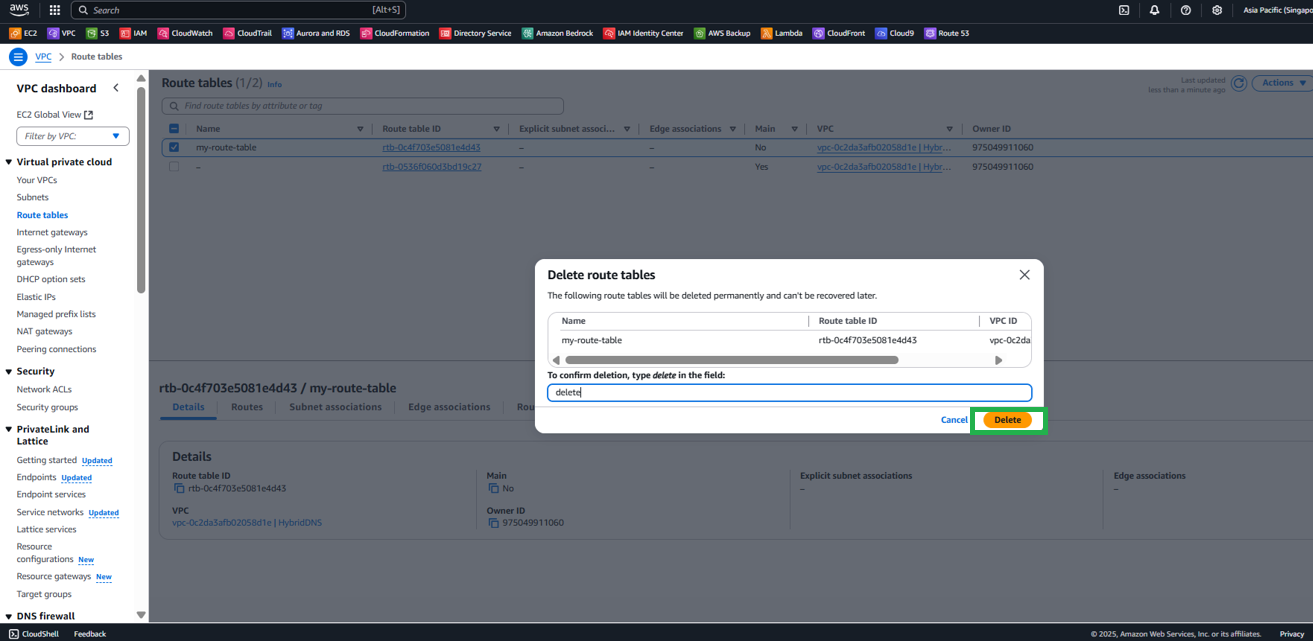 aws
Search [Alt+S]
Asia Pacific (Singapo
EC2 VPC S3 IAM CloudWatch CloudTrail Aurora and RDS CloudFormation Directory Service Amazon Bedrock IAM Identity Center AWS Backup Lambda CloudFront Cloud9 Route 53
VPC > Route tables
VPC dashboard
EC2 Global View
Filter by VPC:
Virtual private cloud
Your VPCs
Subnets
Route tables
Internet gateways
Egress-only Internet
gateways
DHCP option sets
Elastic IPs
Managed prefix lists
NAT gateways
Peering connections
Security
Network ACLs
Security groups
PrivateLink and
Lattice
Getting started Updated
Endpoints Updated
Endpoint services
Service networks Updated
Lattice services
Resource
configurations New
Resource gateways New
Target groups
DNS firewall
Route tables (1/2) Info
Last updated
less than a minute ago
Actions
Find route tables by attribute or tag
Name Route table ID Explicit subnet associ... Edge associations Main VPC Owner ID
my-route-table rtb-0c4f703e5081e4d43 – – No vpc-0c2da3afb02058d1e | Hybr... 975049911060
– rtb-0536f060d3bd19c27 – – Yes vpc-0c2da3afb02058d1e | Hybr... 975049911060
Delete route tables
The following route tables will be deleted permanently and can't be recovered later.
Name Route table ID VPC ID
my-route-table rtb-0c4f703e5081e4d43 vpc-0c2da
To confirm deletion, type delete in the field:
delete
Cancel Delete
rtb-0c4f703e5081e4d43 / my-route-table
Details Routes Subnet associations Edge associations Rou
Details
Route table ID
rtb-0c4f703e5081e4d43
Main
No
Explicit subnet associations
–
Edge associations
–
VPC
vpc-0c2da3afb02058d1e | HybridDNS
Owner ID
975049911060
CloudShell Feedback
© 2025, Amazon Web Services, Inc. or its affiliates. Privacy